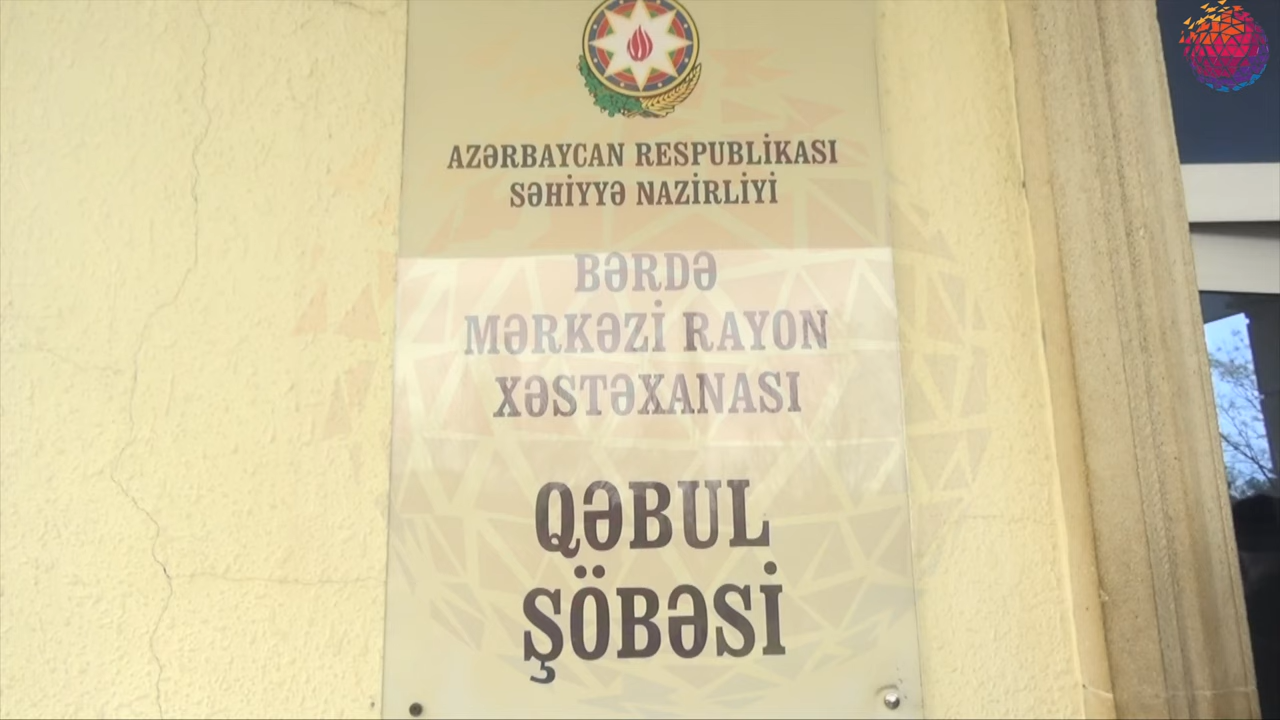 AZƏRBAYCAN RESPUBLİKASI
SƏHİYYƏ NAZİRLİYİ
BƏRDƏ
MƏRKƏZİ RAYON
XƏSTƏXANASI
QƏBUL
ŞÖBƏSİ